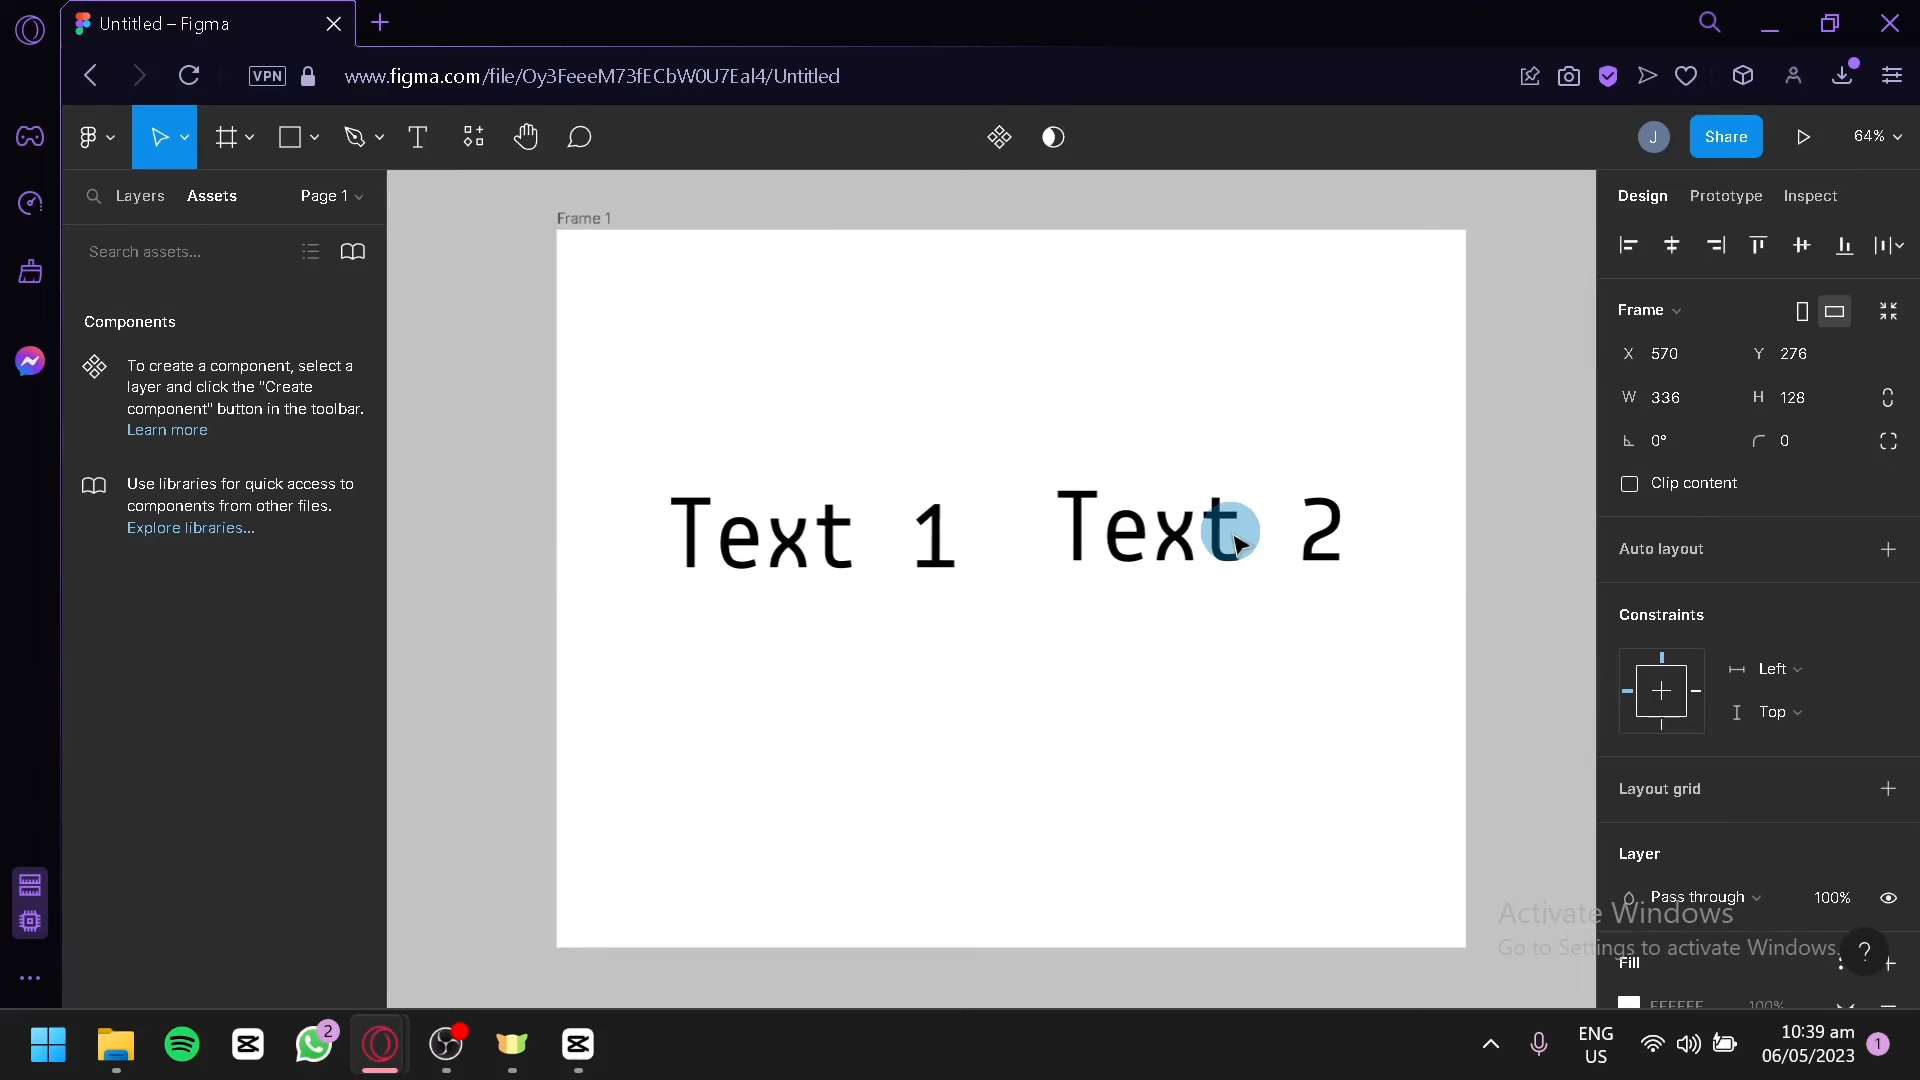 Untitled – Figma
VPN
www.figma.com/file/Oy3FeeeM73fECbW0U7Eal4/Untitled
J
Share
64%
Layers
Assets
Page 1
Search assets...
Components
To create a component, select a
layer and click the "Create
component" button in the toolbar.
Learn more
Use libraries for quick access to
components from other files.
Explore libraries...
Frame 1
Text 1
Text 2
Design
Prototype
Inspect
Frame
X 570
Y 276
W 336
H 128
0°
0
Clip content
Auto layout
Constraints
Left
Top
Layout grid
Layer
Pass through
100%
Activate Windows
Go to Settings to activate Windows.
Fill
?
FFFFFF
100%
2
ENG
US
10:39 am
06/05/2023
1